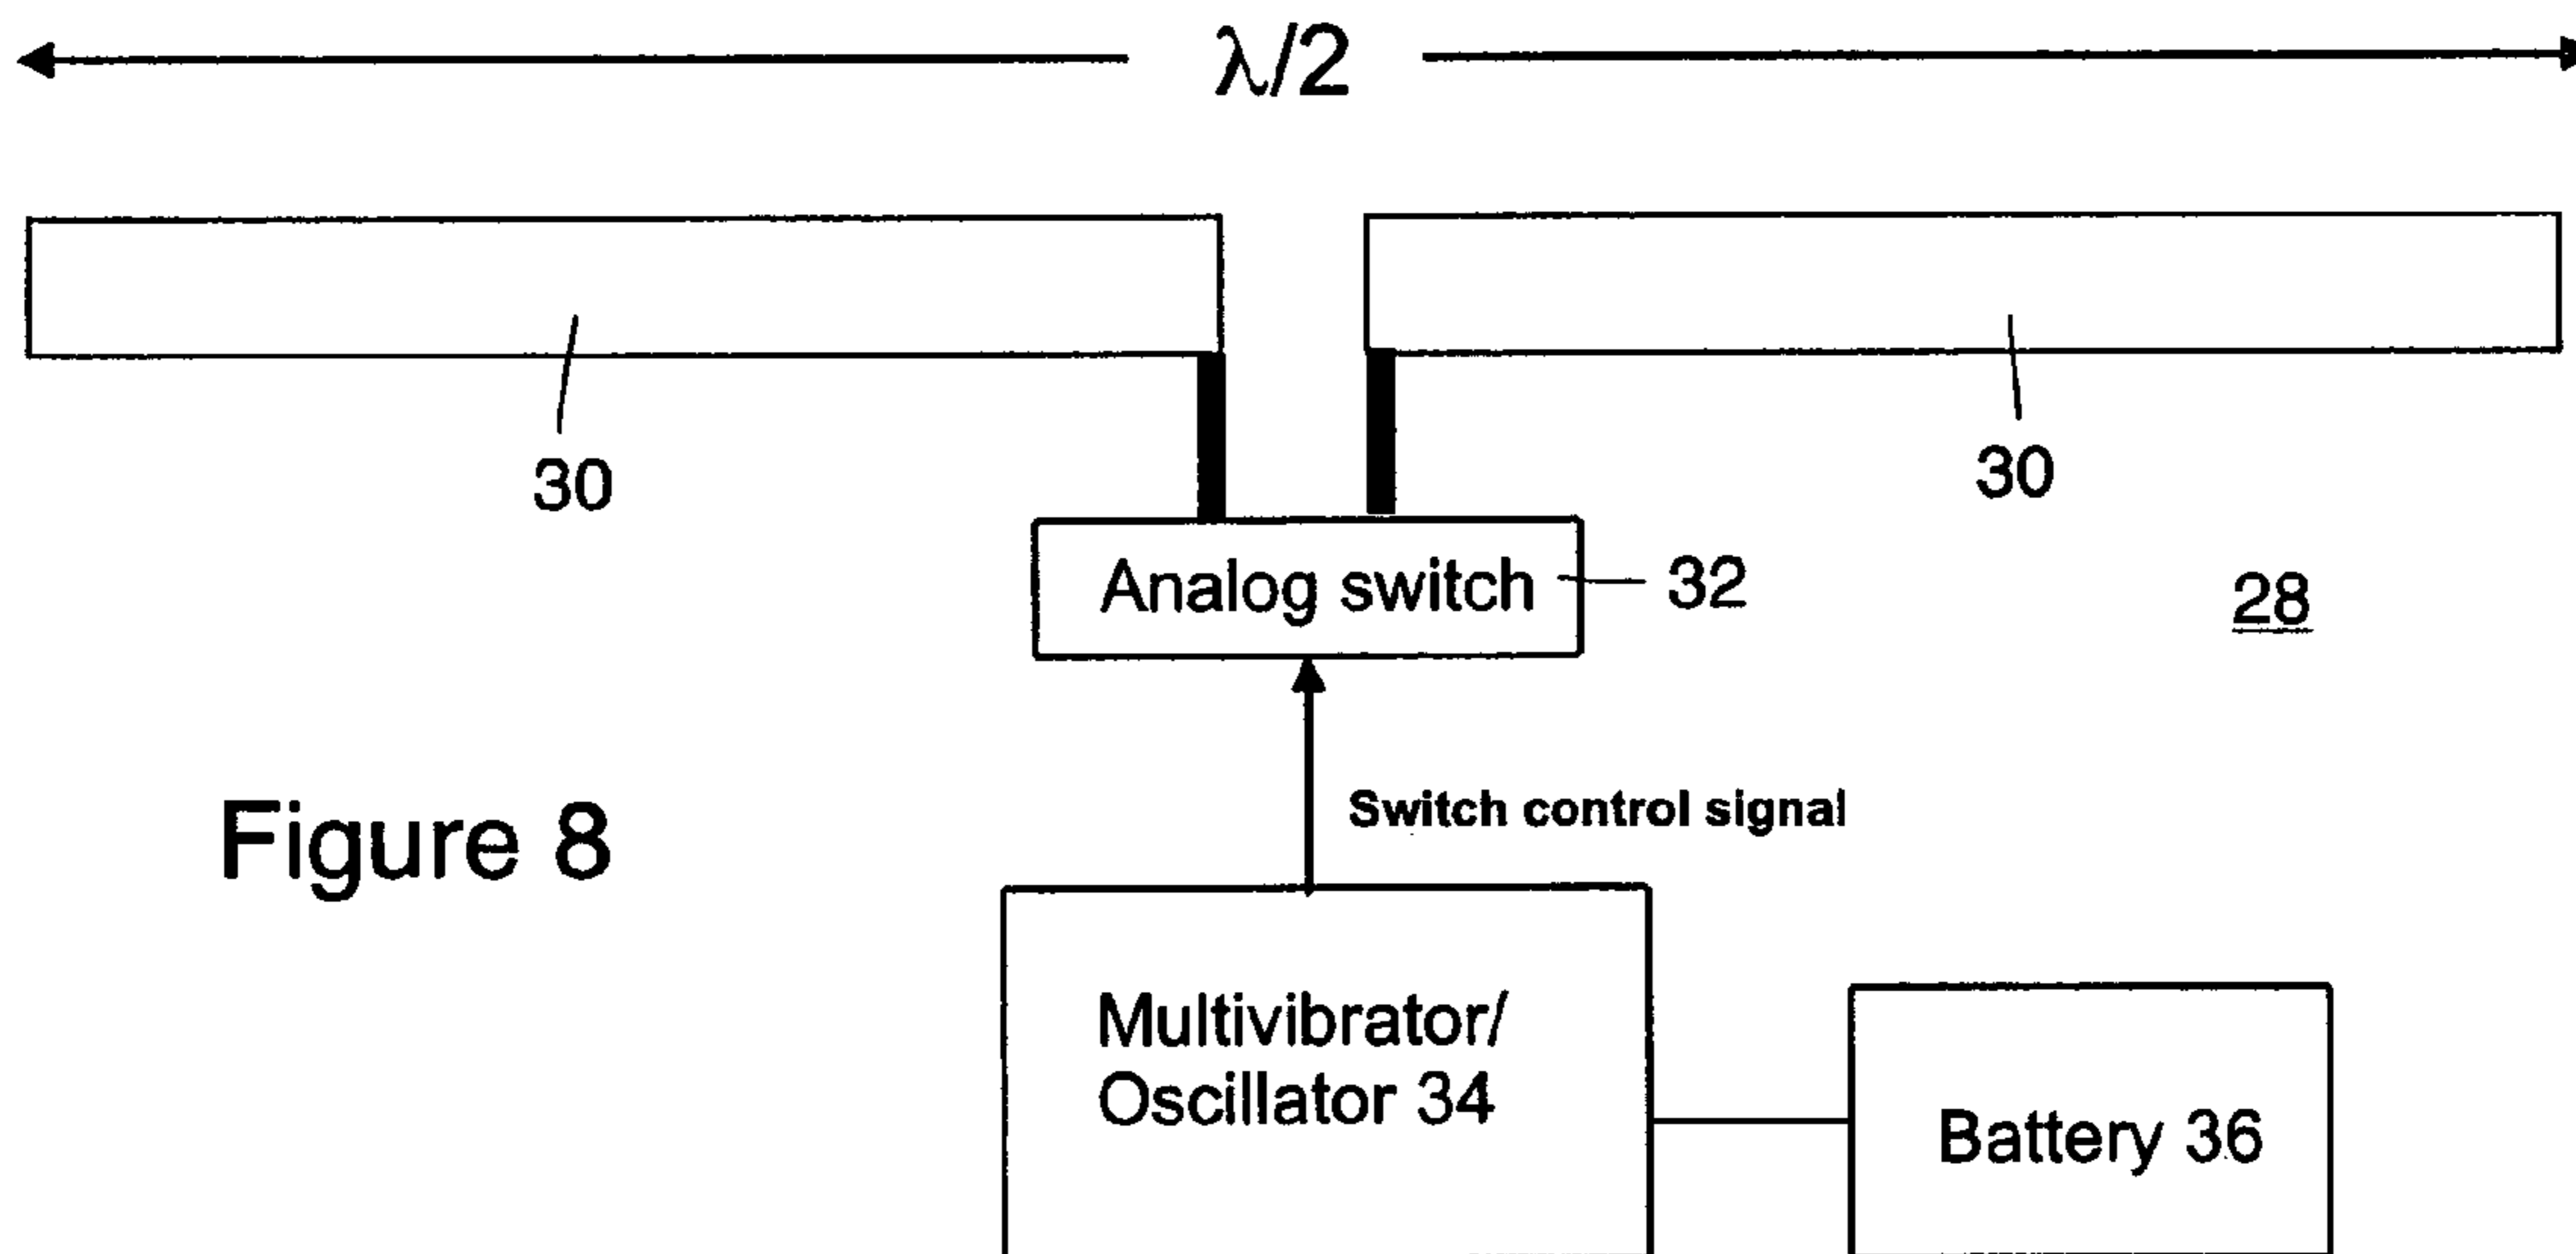 λ/2
30
30
Analog switch
32
28
Switch control signal
Figure 8
Multivibrator/
Oscillator 34
Battery 36